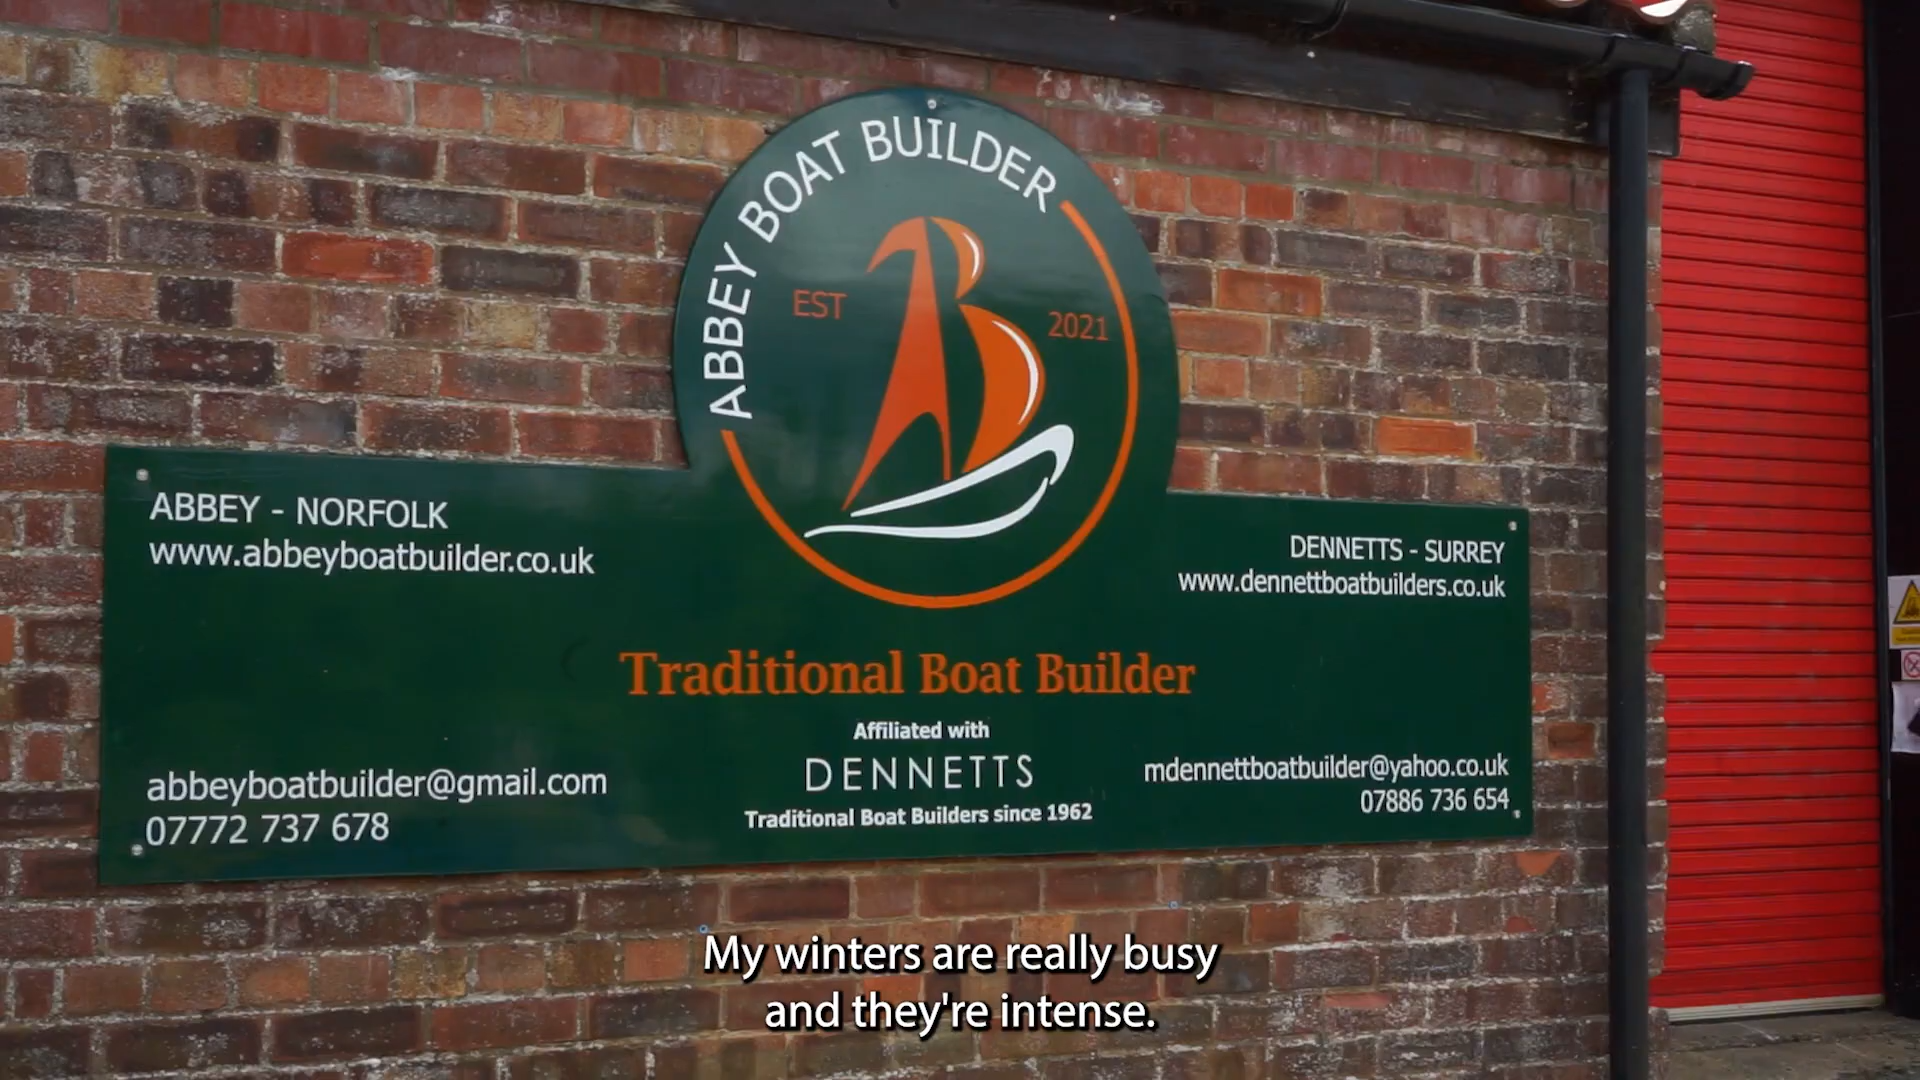 ABBEY BOAT BUILDER
EST 2021
ABBEY - NORFOLK
www.abbeyboatbuilder.co.uk
DENNETTS - SURREY
www.dennettboatbuilders.co.uk
Traditional Boat Builder
Affiliated with
DENNETTS
Traditional Boat Builders since 1962
abbeyboatbuilder@gmail.com
07772 737 678
mdennettboatbuilder@yahoo.co.uk
07886 736 654
My winters are really busy
and they're intense.